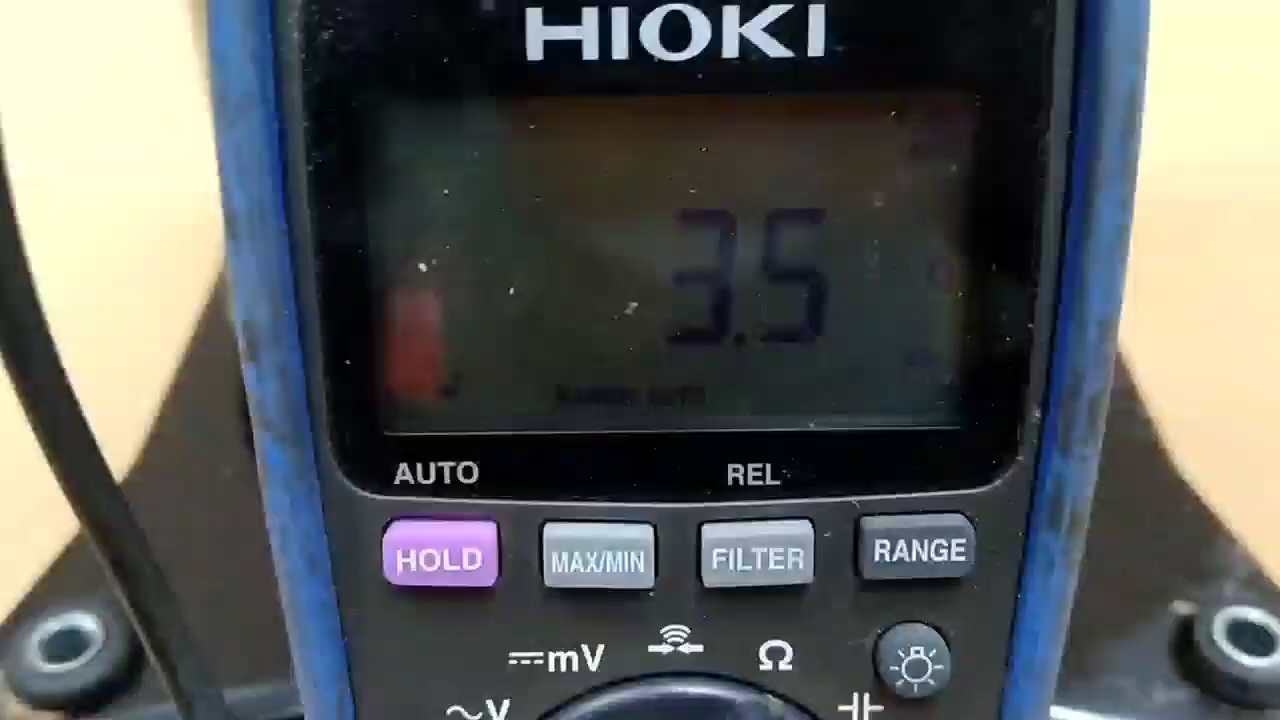 HIOKI
3.5
AUTO REL
HOLD MAX/MIN FILTER RANGE
mV Ω
~V